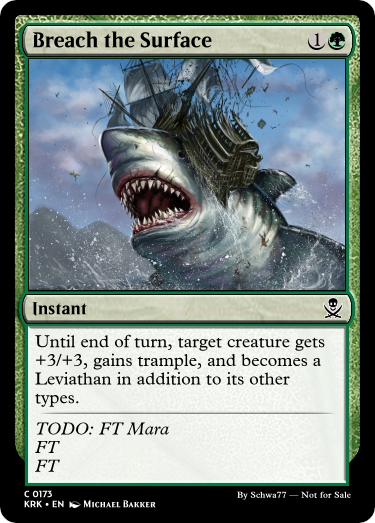 Breach the Surface 1
Instant
Until end of turn, target creature gets
+3/+3, gains trample, and becomes a
Leviathan in addition to its other
types.
TODO: FT Mara
FT
FT
C 0173
KRK • EN Michael Bakker
By Schwa77 — Not for Sale